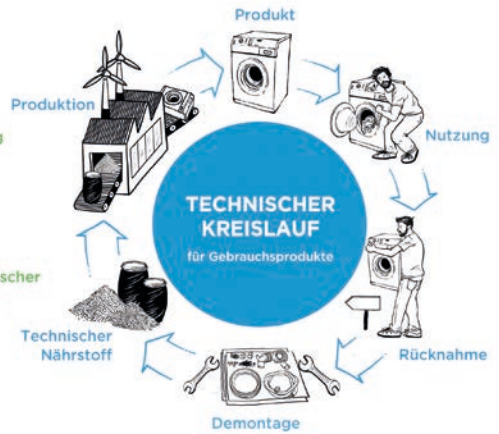 Produkt
Produktion
Nutzung
TECHNISCHER
KREISLAUF
für Gebrauchsprodukte
Technischer
Nährstoff
Rücknahme
Demontage